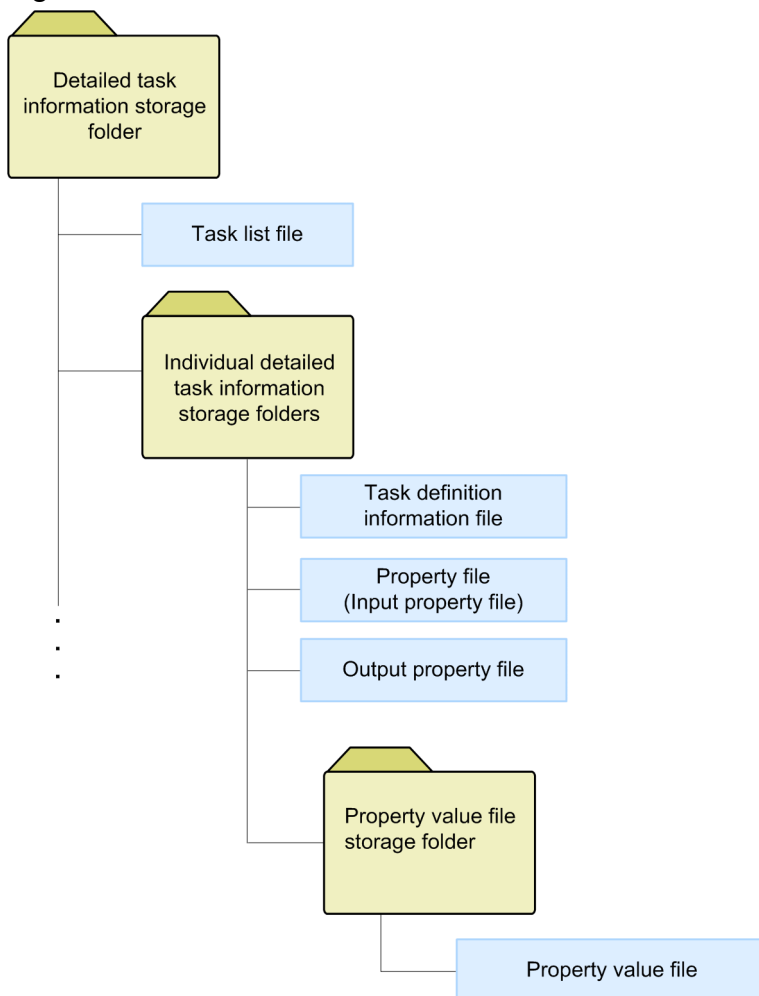 Detailed task
information storage
folder
Task list file
Individual detailed
task information
storage folders
Task definition
information file
Property file
(Input property file)
Output property file
.
.
.
Property value file
storage folder
Property value file